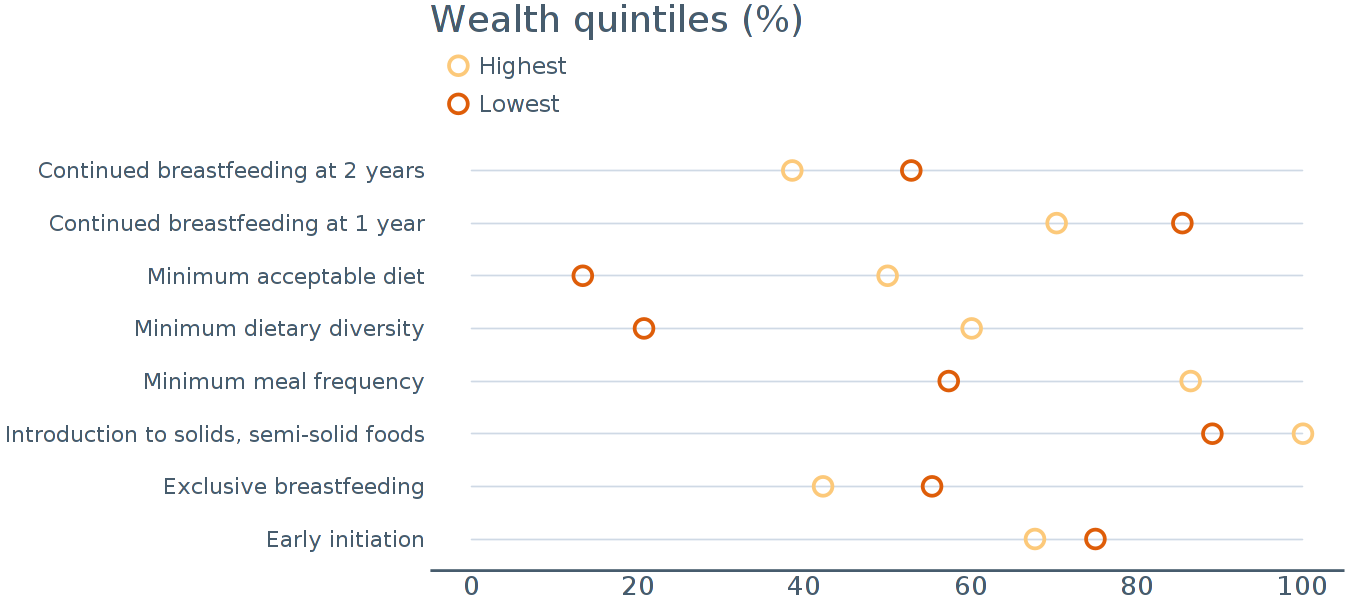 Wealth quintiles (%)
Highest
Lowest
Continued breastfeeding at 2 years
Continued breastfeeding at 1 year
Minimum acceptable diet
Minimum dietary diversity
Minimum meal frequency
Introduction to solids, semi-solid foods
Exclusive breastfeeding
Early initiation
0 20 40 60 80 100